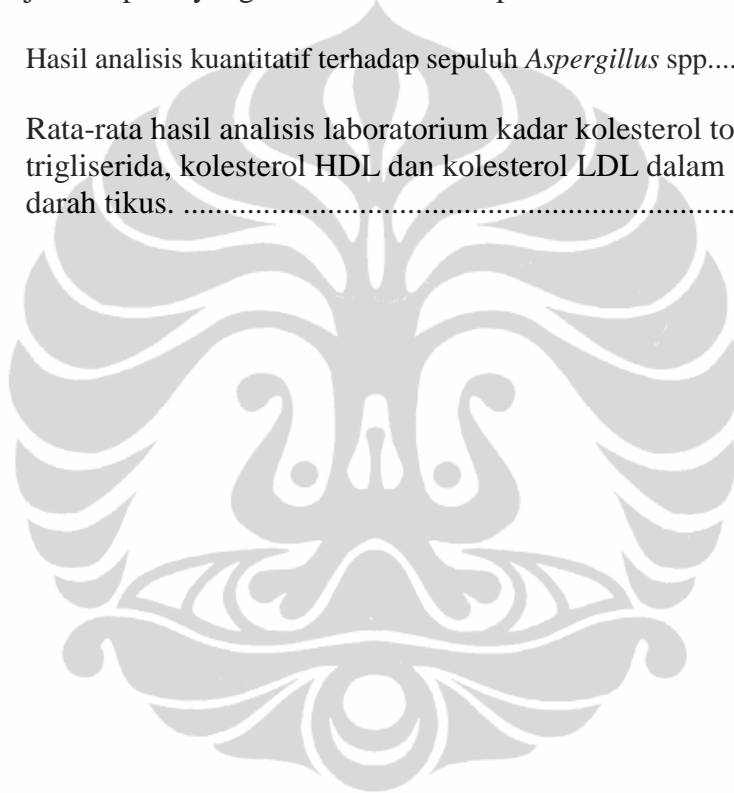 Hasil analisis kuantitatif terhadap sepuluh Aspergillus spp....
Rata-rata hasil analisis laboratorium kadar kolesterol to
trigliserida, kolesterol HDL dan kolesterol LDL dalam
darah tikus. ......................................................................